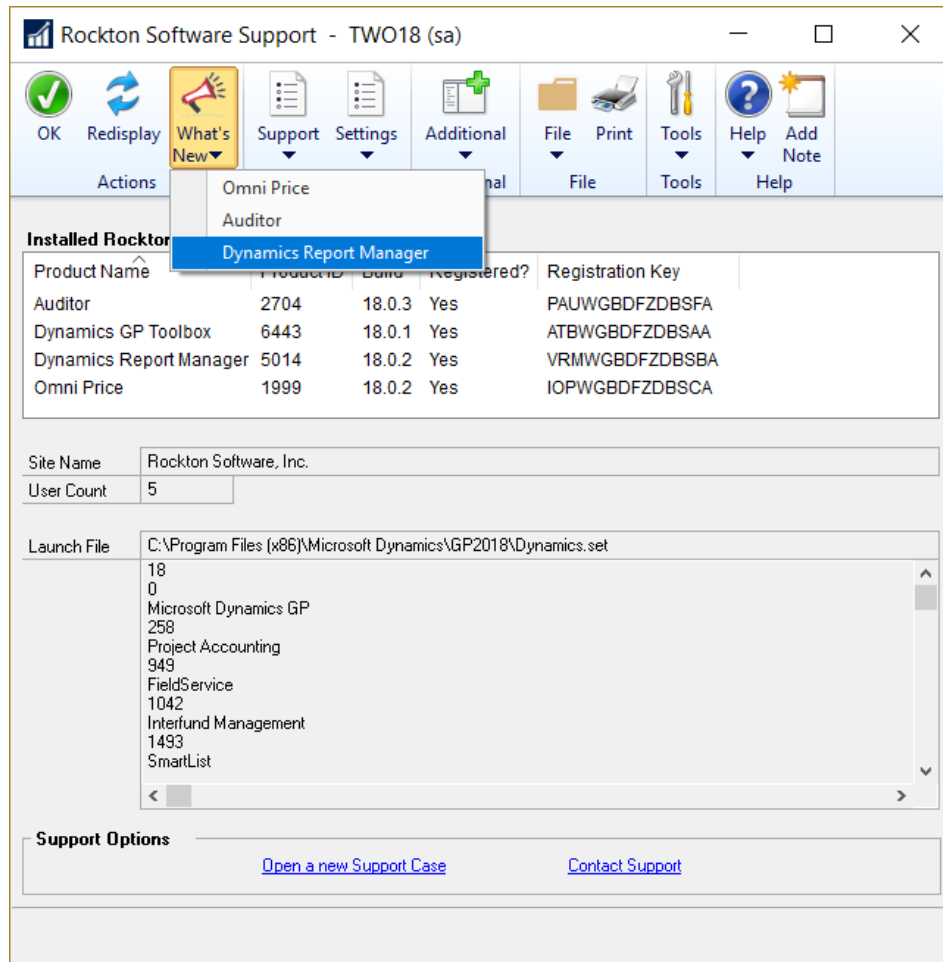 Rockton Software Support - TWO18 (sa)
OK Redisplay What's New Support Settings Additional File Print Tools Help Add Note
Actions File Tools Help
Omni Price
Auditor
Dynamics Report Manager
Installed
Product Name Product ID Build Registered? Registration Key
Auditor 2704 18.0.3 Yes PAUWGBDFZDBSFA
Dynamics GP Toolbox 6443 18.0.1 Yes ATBWGBDFZDBSAA
Dynamics Report Manager 5014 18.0.2 Yes VRMWGBDFZDBSBA
Omni Price 1999 18.0.2 Yes IOPWGBDFZDBSCA
Site Name Rockton Software, Inc.
User Count 5
Launch File C:\Program Files (x86)\Microsoft Dynamics\GP2018\Dynamics.set
18
0
Microsoft Dynamics GP
258
Project Accounting
949
FieldService
1042
Interfund Management
1493
SmartList
Support Options
Open a new Support Case Contact Support